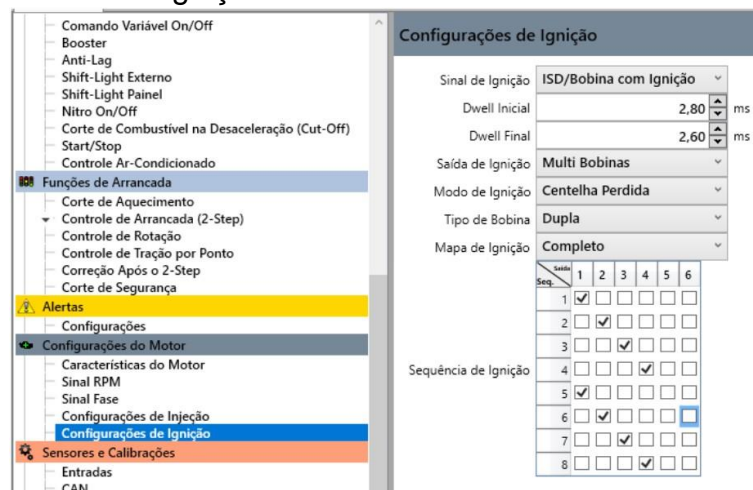 Comando Variável On/Off
Booster
Anti-Lag
Shift-Light Externo
Shift-Light Painel
Nitro On/Off
Corte de Combustível na Desaceleração (Cut-Off)
Start/Stop
Controle Ar-Condicionado
Funções de Arrancada
Corte de Aquecimento
Controle de Arrancada (2-Step)
Controle de Rotação
Controle de Tração por Ponto
Correção Após o 2-Step
Corte de Segurança
Alertas
Configurações
Configurações do Motor
Características do Motor
Sinal RPM
Sinal Fase
Configurações de Injeção
Configurações de Ignição
Sensores e Calibrações
Entradas
CAN
Configurações de Ignição
Sinal de Ignição ISD/Bobina com Ignição
Dwell Inicial 2,80 ms
Dwell Final 2,60 ms
Saída de Ignição Multi Bobinas
Modo de Ignição Centelha Perdida
Tipo de Bobina Dupla
Mapa de Ignição Completo
Saída 1 2 3 4 5 6
Seq.
1
2
3
Sequência de Ignição 4
5
6
7
8